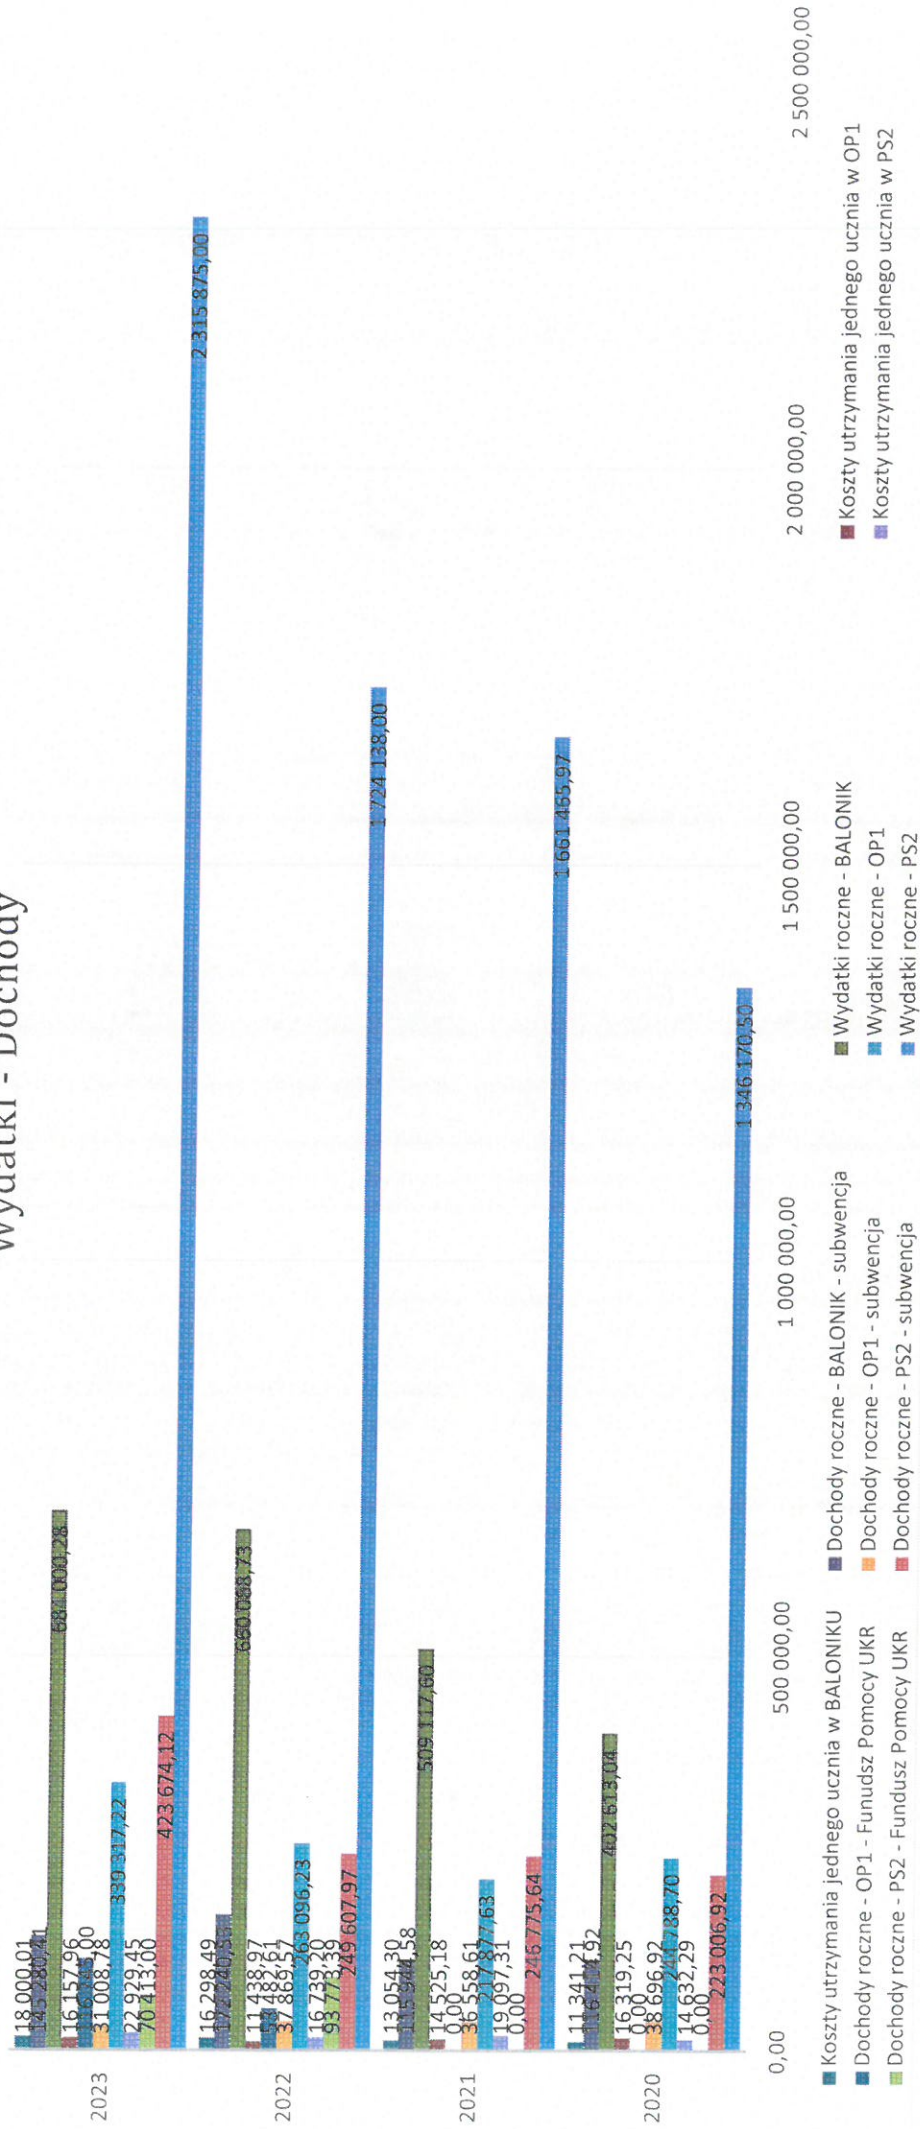 Wydatki - Dochody
2023
18 000,01
684 000,28
16 157,96
31 008,78
339 317,22
22 929,45
70 413,00
423 674,12
2 315 875,00
2022
16 298,49
660 088,73
11 438,97
263 096,23
16 739,20
93 773,39
249 607,97
1 724 138,00
2021
13 054,30
509 117,60
14 525,18
0,00
36 558,61
217 877,63
19 097,31
0,00
246 775,64
1 661 465,97
2020
11 341,21
402 613,04
16 319,25
0,00
38 696,92
244 788,70
14 632,29
0,00
223 006,92
1 346 170,50
0,00
500 000,00
1 000 000,00
1 500 000,00
2 000 000,00
2 500 000,00
Koszty utrzymania jednego ucznia w BALONIKU
Dochody roczne - BALONIK - subwencja
Wydatki roczne - BALONIK
Koszty utrzymania jednego ucznia w OP1
Dochody roczne - OP1 - Funudsz Pomocy UKR
Dochody roczne - OP1 - subwencja
Wydatki roczne - OP1
Koszty utrzymania jednego ucznia w PS2
Dochody roczne - PS2 - Fundusz Pomocy UKR
Dochody roczne - PS2 - subwencja
Wydatki roczne - PS2